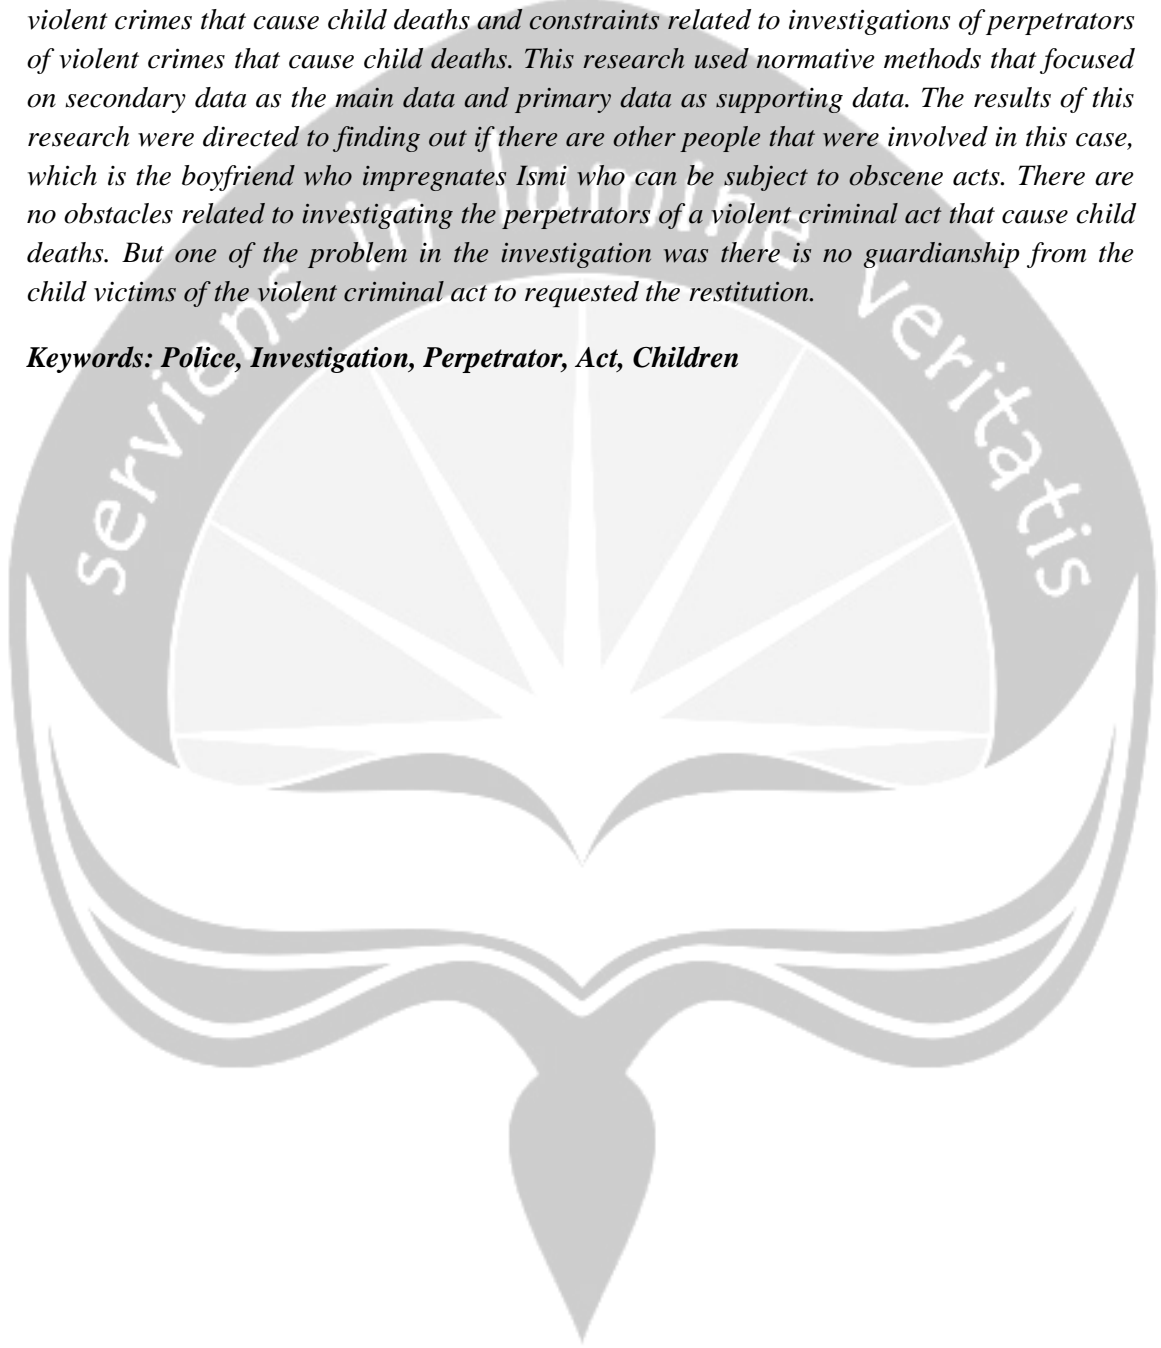 violent crimes that cause child deaths and constraints related to investigations of perpetrators
of violent crimes that cause child deaths. This research used normative methods that focused
on secondary data as the main data and primary data as supporting data. The results of this
research were directed to finding out if there are other people that were involved in this case,
which is the boyfriend who impregnates Ismi who can be subject to obscene acts. There are
no obstacles related to investigating the perpetrators of a violent criminal act that cause child
deaths. But one of the problem in the investigation was there is no guardianship from the
child victims of the violent criminal act to requested the restitution.
Keywords: Police, Investigation, Perpetrator, Act, Children
serviens in lumine veritatis